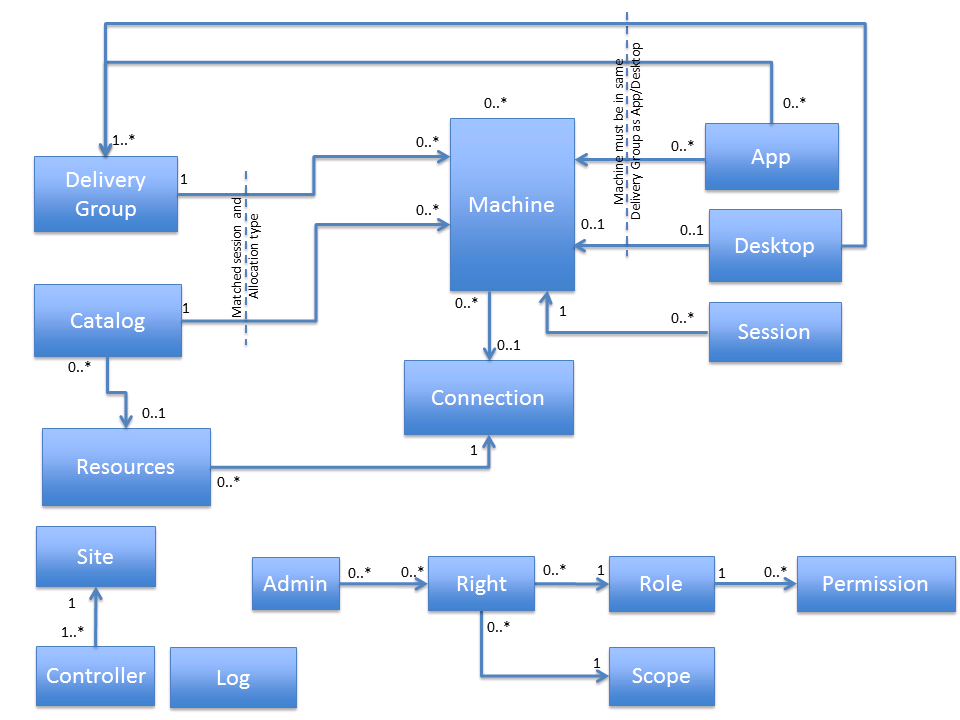 0..*
0..*
1..*
Delivery
Group
1
0..*
Machine
Machine must be in same
Delivery Group as App/Desktop
0..*
App
Matched session and
Allocation type
0..*
0..1
0..1
Desktop
Catalog
1
0..*
1
0..*
Session
0..*
0..1
Connection
0..1
Resources
0..*
1
Site
1
1..*
Controller
Log
Admin
0..*
0..*
Right
0..*
1
Role
1
0..*
Permission
0..*
1
Scope